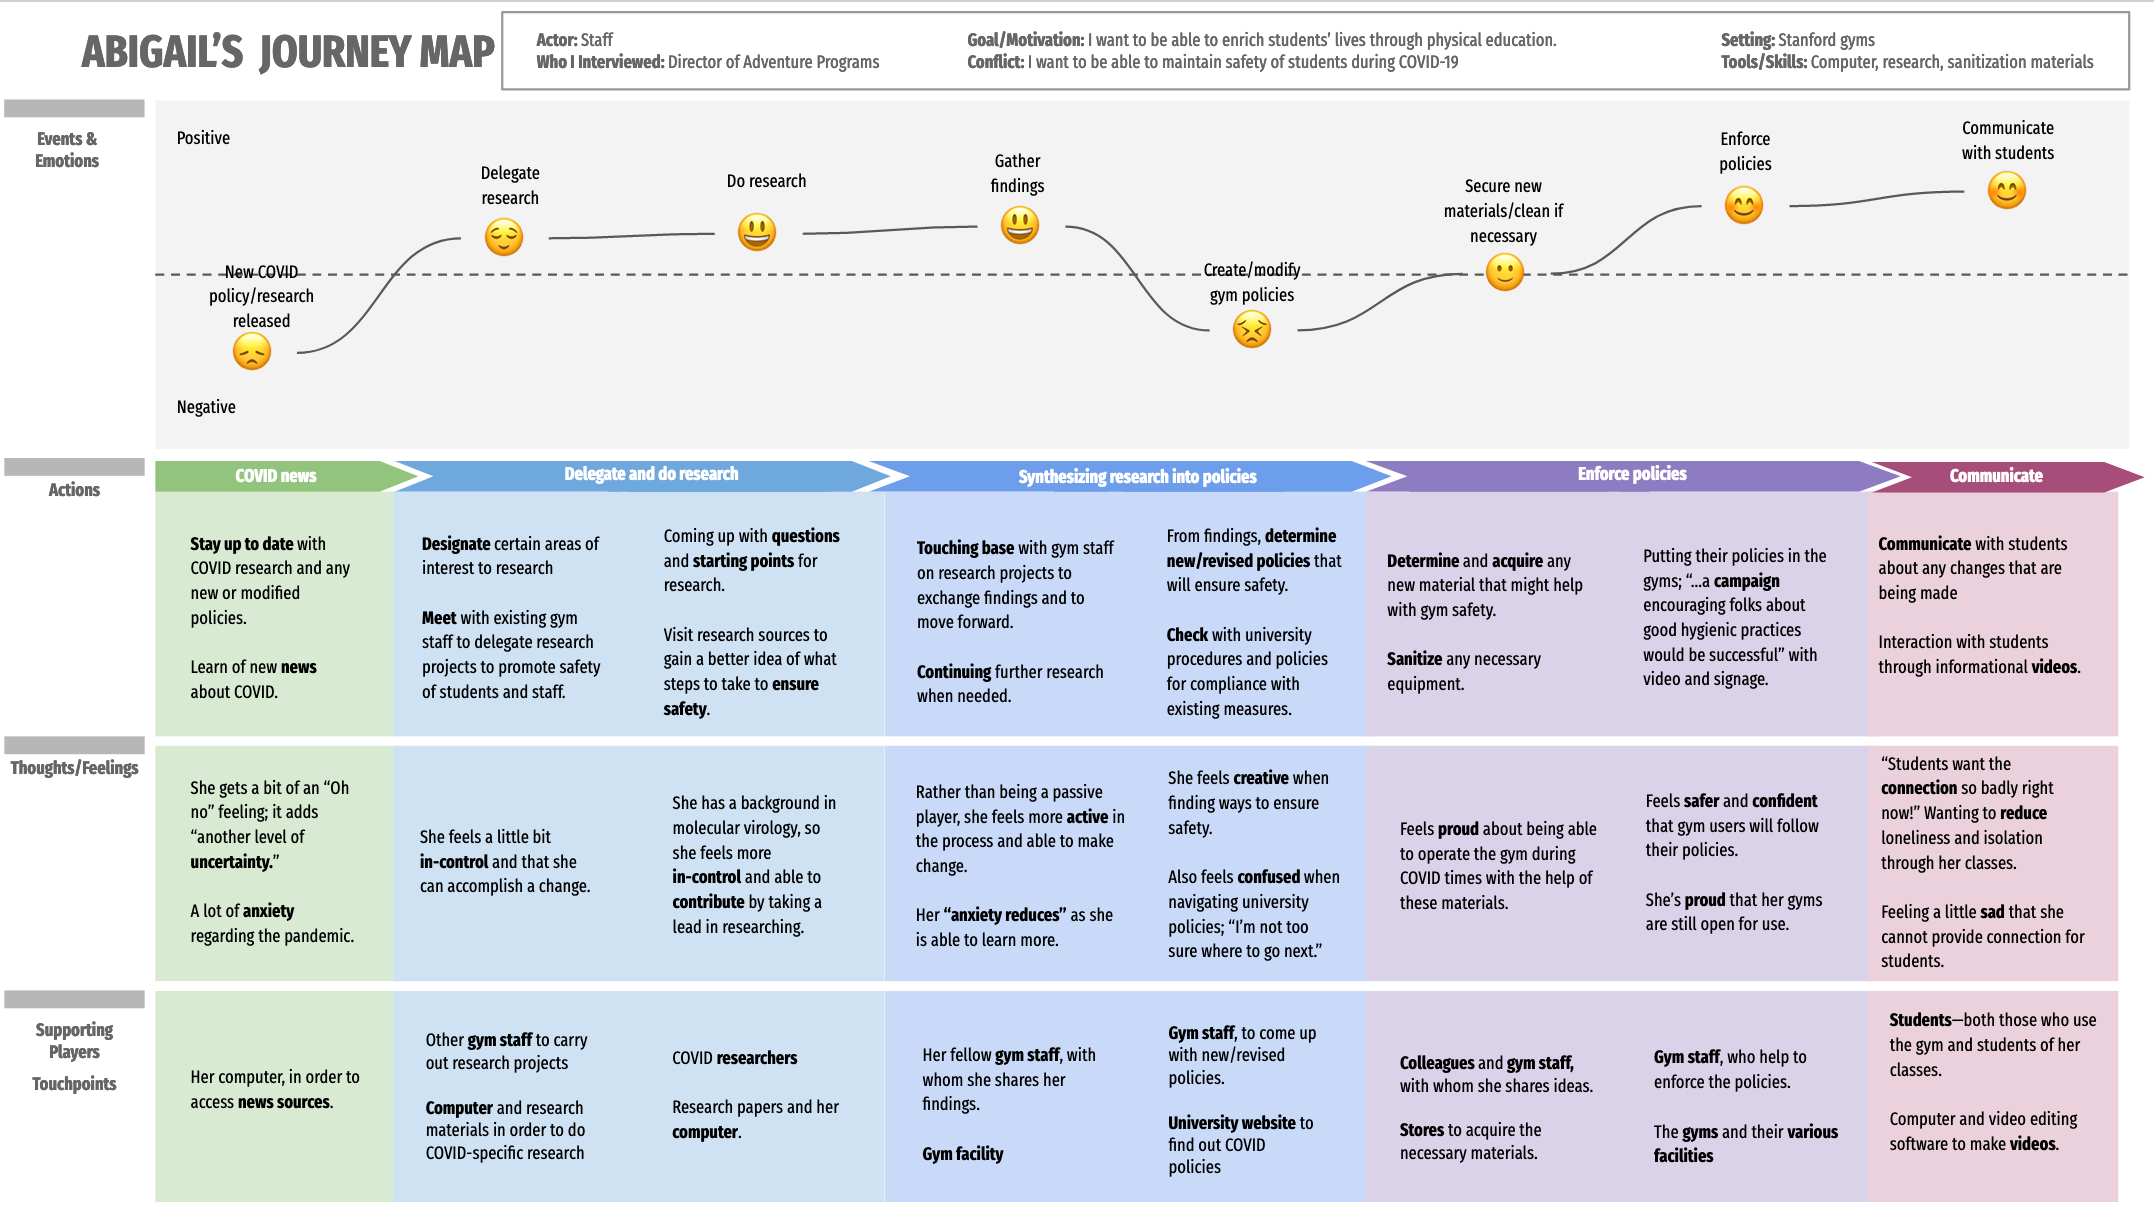 ABIGAIL'S JOURNEY MAP
Actor: Staff
Who I Interviewed: Director of Adventure Programs
Goal/Motivation: I want to be able to enrich students' lives through physical education.
Conflict: I want to be able to maintain safety of students during COVID-19
Setting: Stanford gyms
Tools/Skills: Computer, research, sanitization materials
Events &
Emotions
Positive
New COVID
policy/research
released
Delegate
research
Do research
Gather
findings
Create/modify
gym policies
Secure new
materials/clean if
necessary
Enforce
policies
Communicate
with students
Negative
Actions
COVID news
Delegate and do research
Synthesizing research into policies
Enforce policies
Communicate
Stay up to date with
COVID research and any
new or modified
policies.
Learn of new news
about COVID.
Designate certain areas of
interest to research
Meet with existing gym
staff to delegate research
projects to promote safety
of students and staff.
Coming up with questions
and starting points for
research.
Visit research sources to
gain a better idea of what
steps to take to ensure
safety.
Touching base with gym staff
on research projects to
exchange findings and to
move forward.
Continuing further research
when needed.
From findings, determine
new/revised policies that
will ensure safety.
Check with university
procedures and policies
for compliance with
existing measures.
Determine and acquire any
new material that might help
with gym safety.
Sanitize any necessary
equipment.
Putting their policies in the
gyms; “...a campaign
encouraging folks about
good hygienic practices
would be successful” with
video and signage.
Communicate with students
about any changes that are
being made
Interaction with students
through informational videos.
Thoughts/Feelings
She gets a bit of an “Oh
no” feeling; it adds
“another level of
uncertainty.”
A lot of anxiety
regarding the pandemic.
She feels a little bit
in-control and that she
can accomplish a change.
She has a background in
molecular virology, so
she feels more
in-control and able to
contribute by taking a
lead in researching.
Rather than being a passive
player, she feels more active in
the process and able to make
change.
Her “anxiety reduces” as she
is able to learn more.
She feels creative when
finding ways to ensure
safety.
Also feels confused when
navigating university
policies; “I'm not too
sure where to go next.”
Feels proud about being able
to operate the gym during
COVID times with the help of
these materials.
Feels safer and confident
that gym users will follow
their policies.
She's proud that her gyms
are still open for use.
“Students want the
connection so badly right
now!” Wanting to reduce
loneliness and isolation
through her classes.
Feeling a little sad that she
cannot provide connection for
students.
Supporting
Players
Touchpoints
Her computer, in order to
access news sources.
Other gym staff to carry
out research projects
Computer and research
materials in order to do
COVID-specific research
COVID researchers
Research papers and her
computer.
Her fellow gym staff, with
whom she shares her
findings.
Gym facility
Gym staff, to come up
with new/revised
policies.
University website to
find out COVID
policies
Colleagues and gym staff,
with whom she shares ideas.
Stores to acquire the
necessary materials.
Gym staff, who help to
enforce the policies.
The gyms and their various
facilities
Students—both those who use
the gym and students of her
classes.
Computer and video editing
software to make videos.